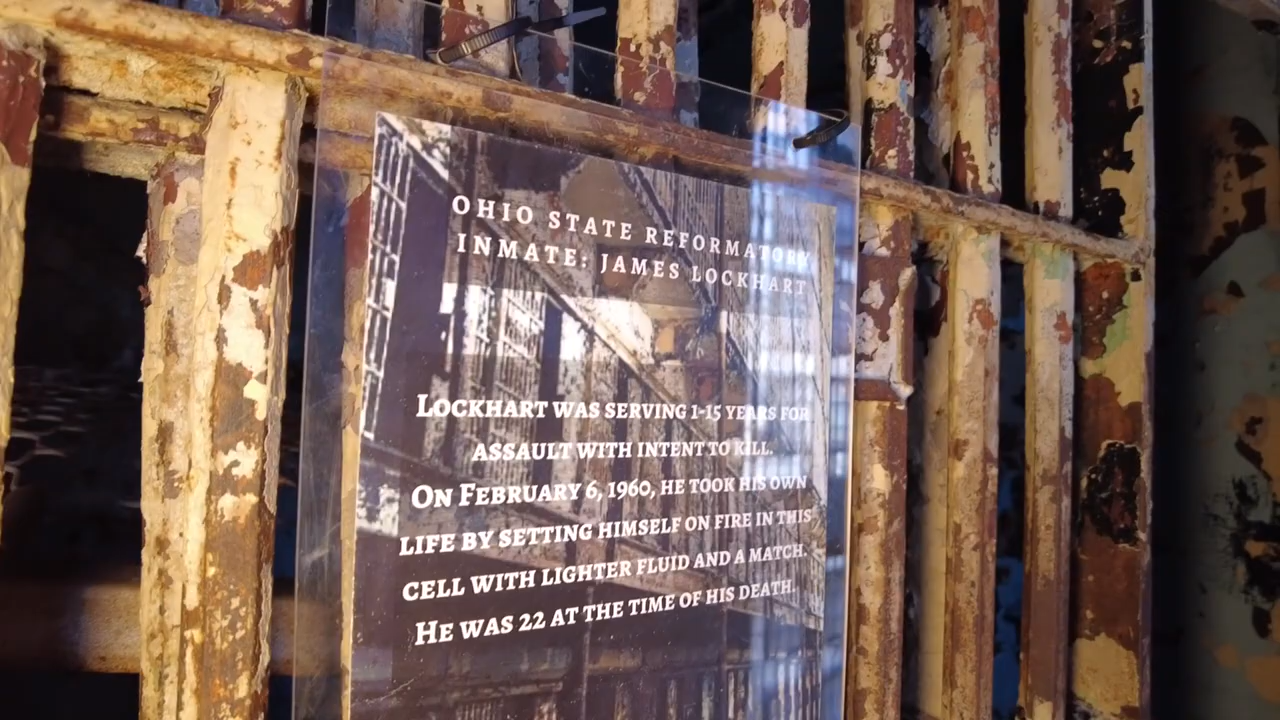 OHIO STATE REFORMATORY
INMATE: JAMES LOCKHART
LOCKHART WAS SERVING 1-15 YEARS FOR
ASSAULT WITH INTENT TO KILL.
ON FEBRUARY 6, 1960, HE TOOK HIS OWN
LIFE BY SETTING HIMSELF ON FIRE IN THIS
CELL WITH LIGHTER FLUID AND A MATCH.
HE WAS 22 AT THE TIME OF HIS DEATH.